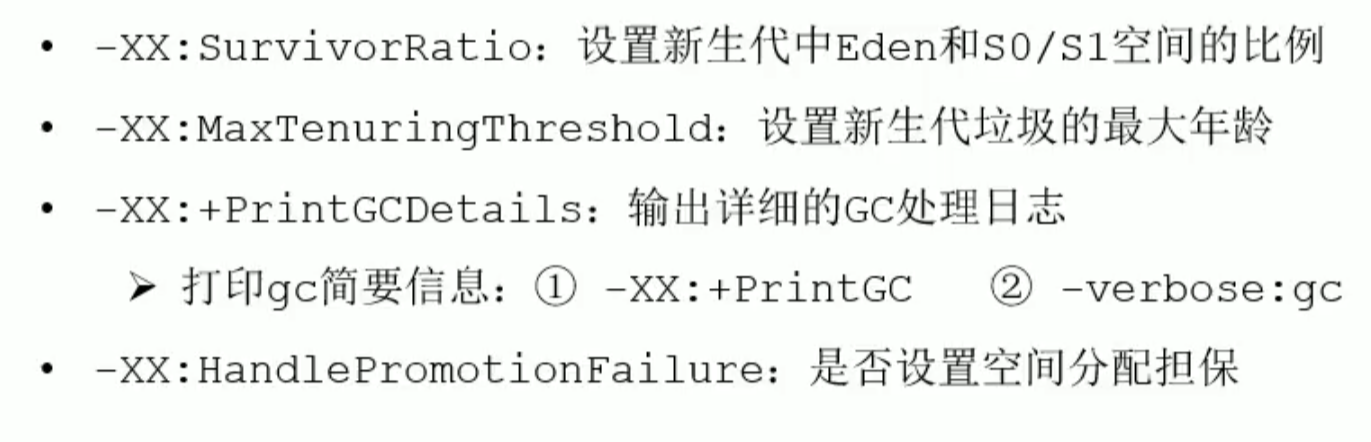 • -XX:SurvivorRatio：设置新生代中Eden和S0/S1空间的比例
• -XX:MaxTenuringThreshold：设置新生代垃圾的最大年龄
• -XX:+PrintGCDetails：输出详细的GC处理日志
➢ 打印gc简要信息：① -XX:+PrintGC ② -verbose:gc
• -XX:HandlePromotionFailure：是否设置空间分配担保